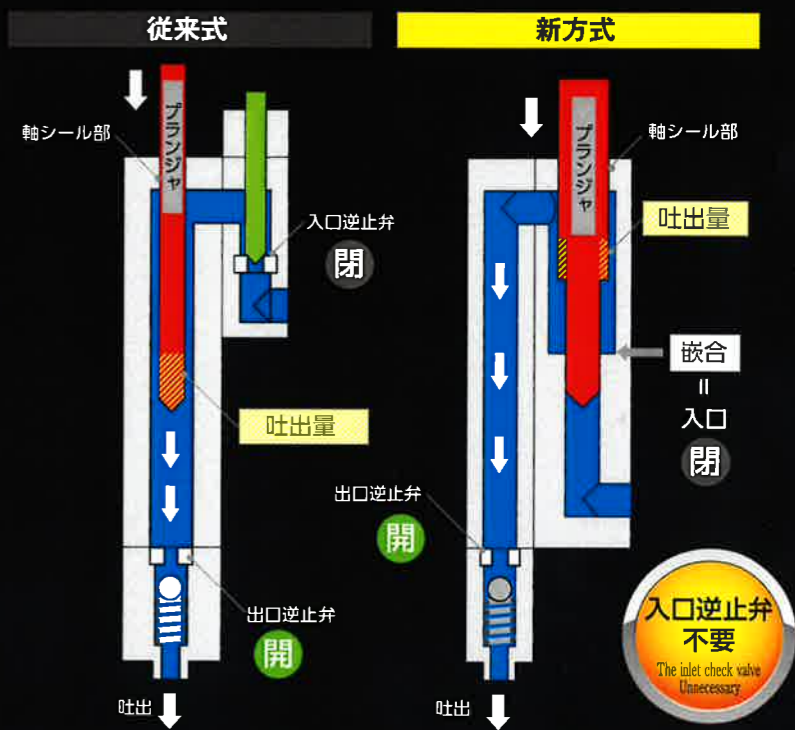 従来式
プランジャ
軸シール部
入口逆止弁
閉
吐出量
出口逆止弁
開
吐出
新方式
プランジャ
軸シール部
吐出量
嵌合
=
入口
閉
出口逆止弁
開
吐出
入口逆止弁
不要
The inlet check valve
Unnecessary